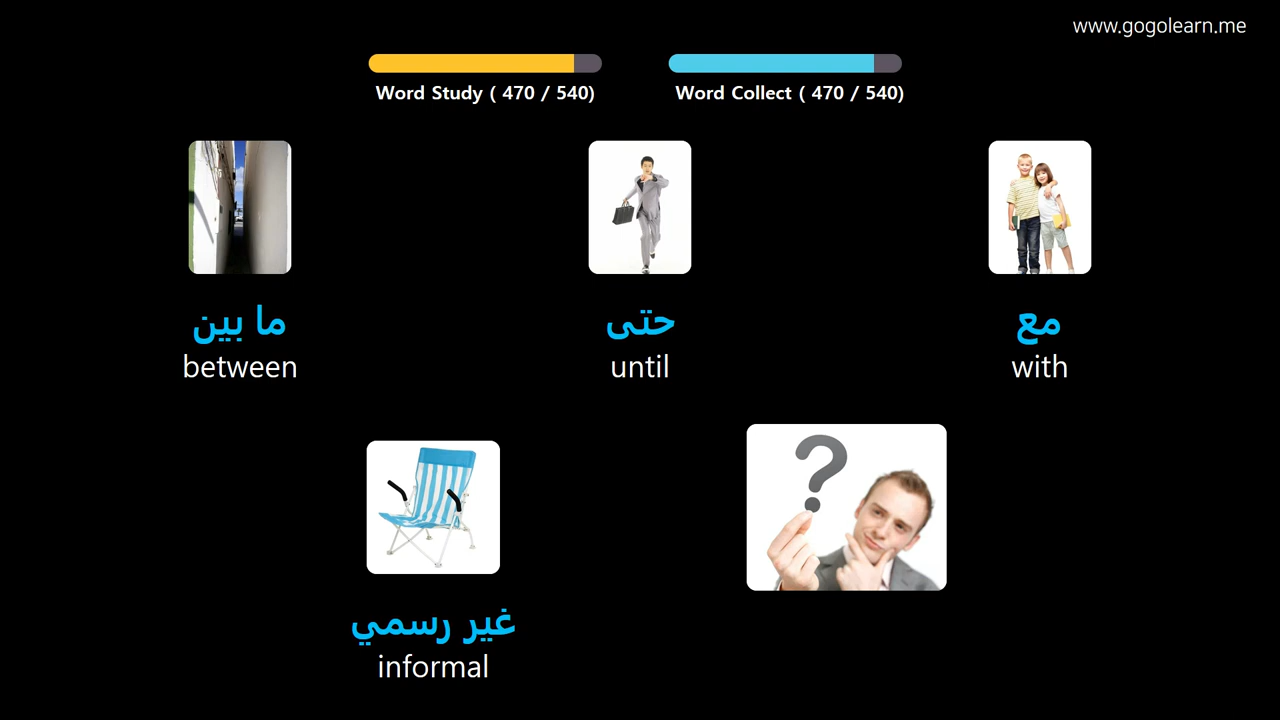 www.gogolearn.me
Word Study ( 470 / 540)
Word Collect ( 470 / 540)
ما بين
between
حتى
until
مع
with
غير رسمي
informal
?